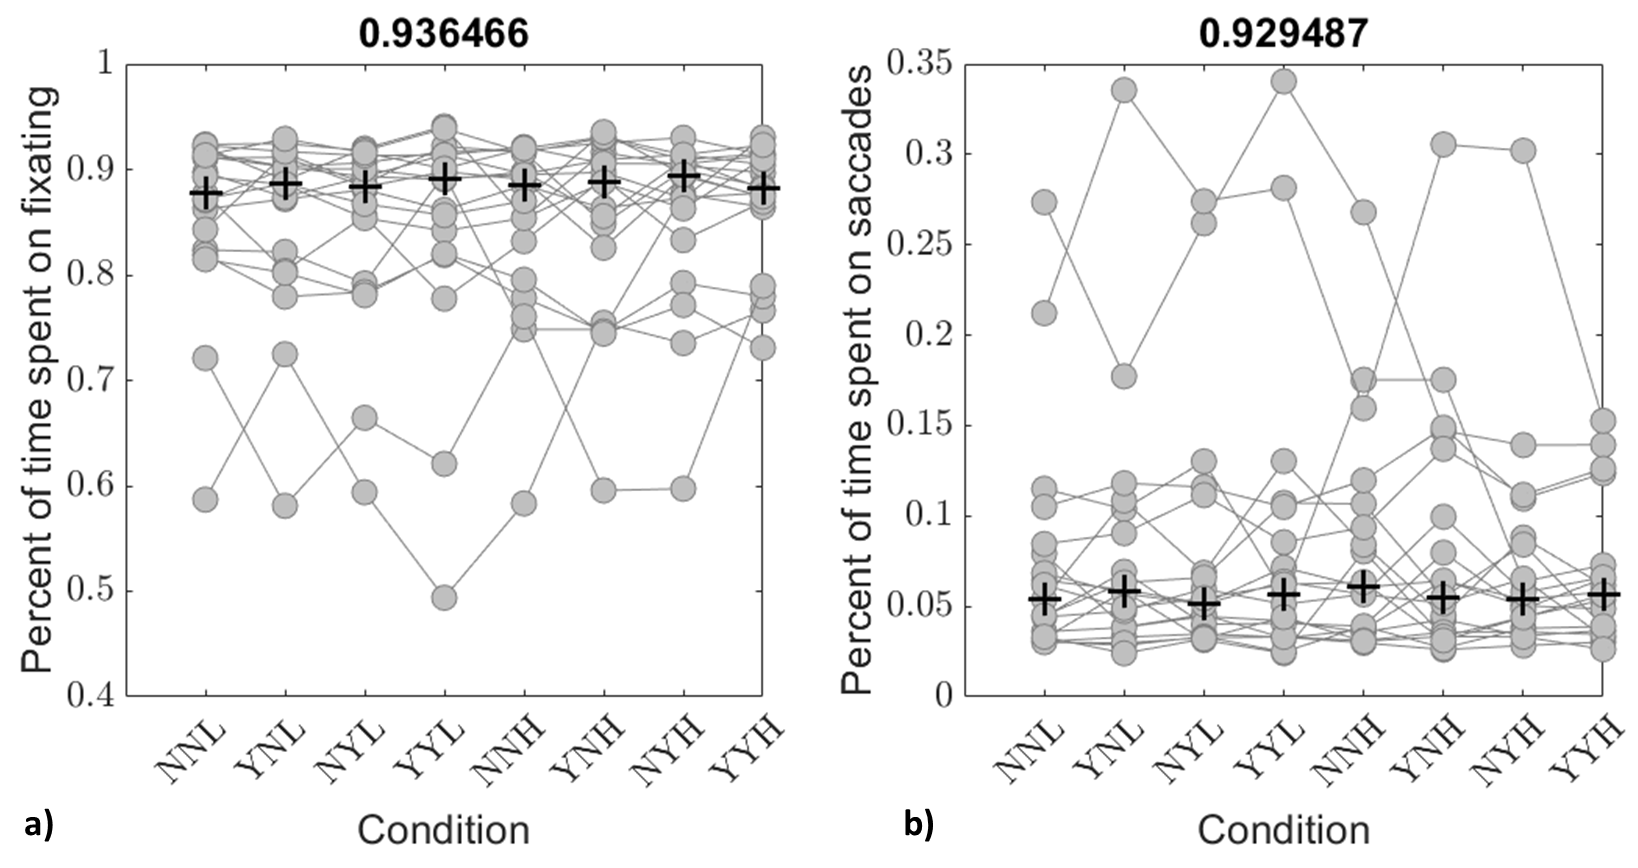 0.936466
Percent of time spent on fixating
1
0.9
0.8
0.7
0.6
0.5
0.4
NNL YNL NYL YYL NNH YNH NYH YYH
Condition
a)
0.929487
Percent of time spent on saccades
0.35
0.3
0.25
0.2
0.15
0.1
0.05
0
NNL YNL NYL YYL NNH YNH NYH YYH
Condition
b)